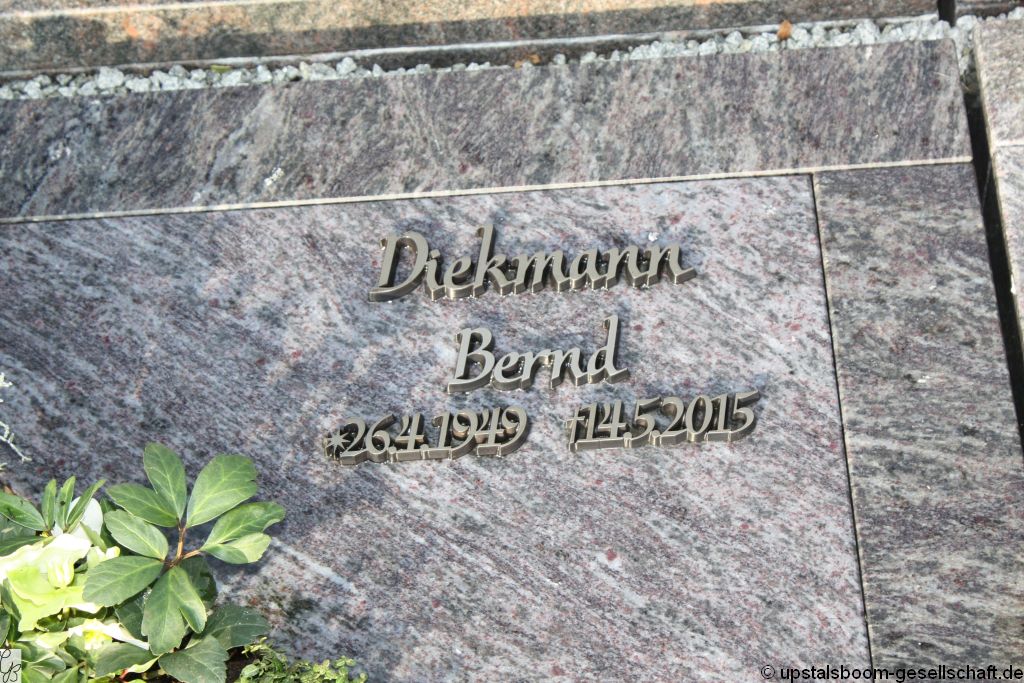 Diekmann
Bernd
*26.4.1949 †14.5.2015
© upstalsboom-gesellschaft.de